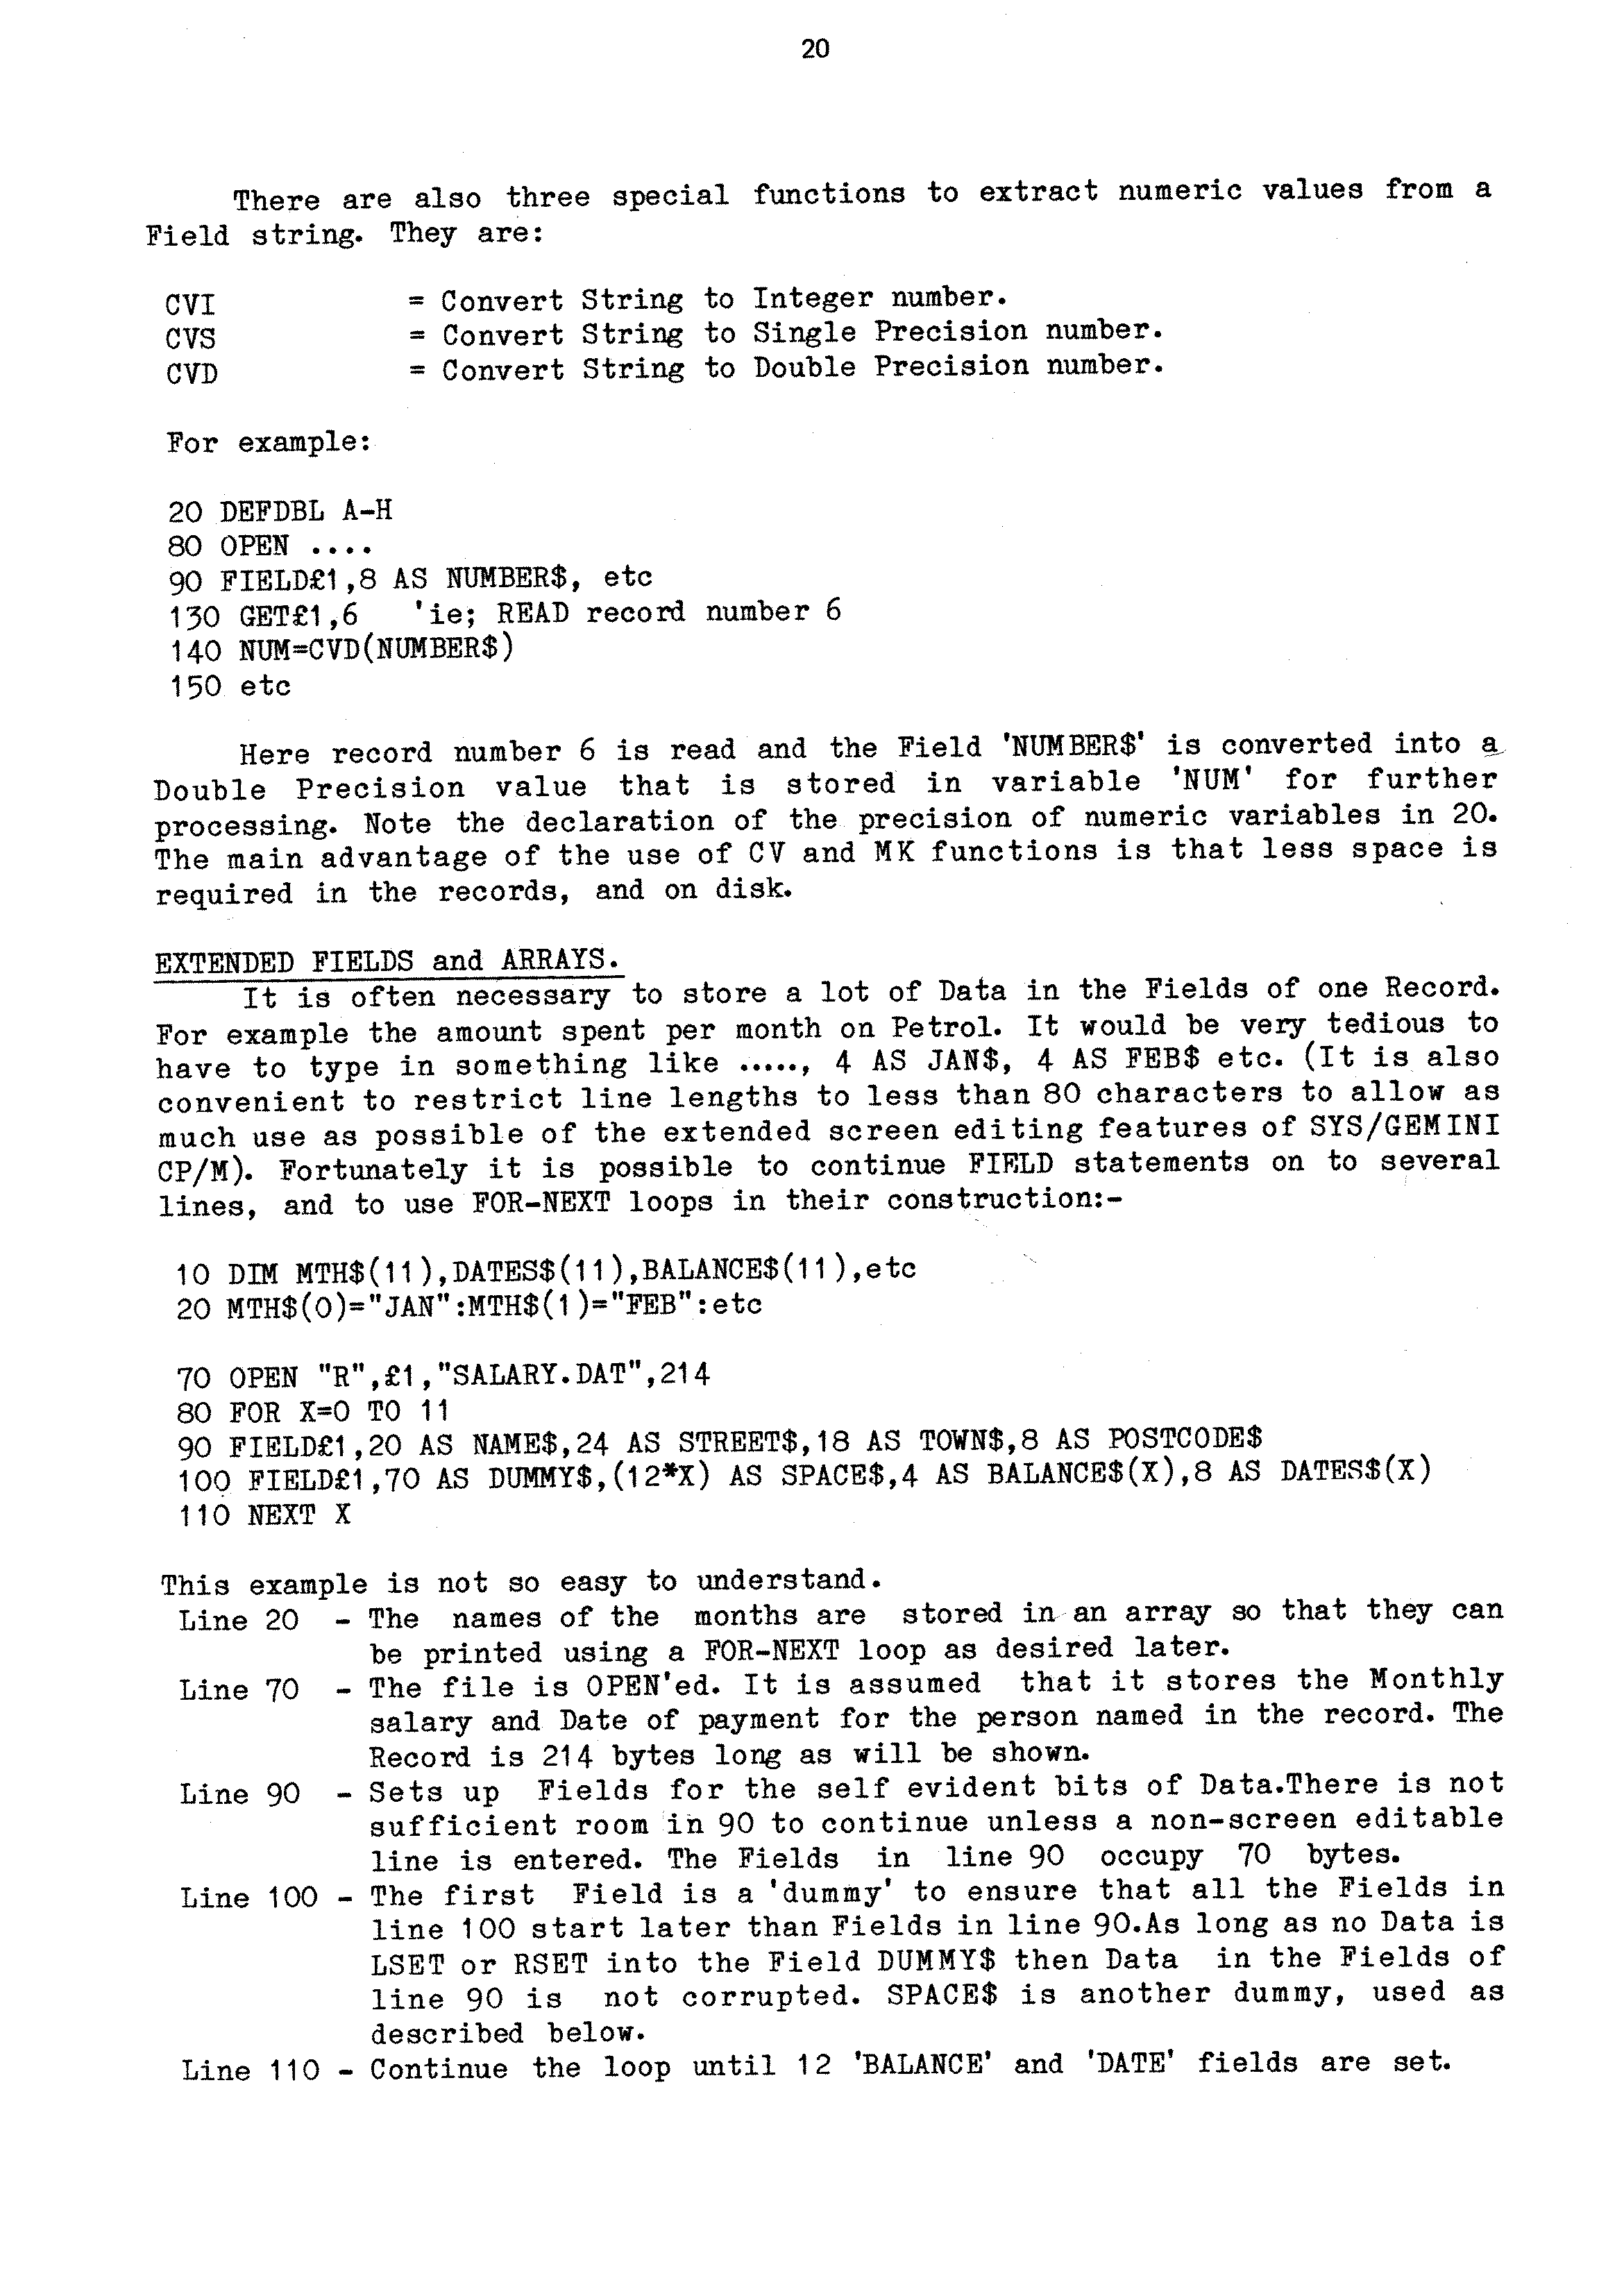 20
There are also three special functions to extract numeric values from a
Field string. They are:
CVI = Convert String to Integer number.
CVS = Convert String to Single Precision number.
CVD = Convert String to Double Precision number.
For example:
20 DEFDBL A-H
80 OPEN ....
90 FIELD£1,8 AS NUMBER$, etc
130 GET£1,6 'ie; READ record number 6
140 NUM=CVD(NUMBER$)
150 etc
Here record number 6 is read and the Field 'NUMBER$' is converted into a
Double Precision value that is stored in variable 'NUM' for further
processing. Note the declaration of the precision of numeric variables in 20.
The main advantage of the use of CV and MK functions is that less space is
required in the records, and on disk.
EXTENDED FIELDS and ARRAYS.
It is often necessary to store a lot of Data in the Fields of one Record.
For example the amount spent per month on Petrol. It would be very tedious to
have to type in something like ....., 4 AS JAN$, 4 AS FEB$ etc. (It is also
convenient to restrict line lengths to less than 80 characters to allow as
much use as possible of the extended screen editing features of SYS/GEMINI
CP/M). Fortunately it is possible to continue FIELD statements on to several
lines, and to use FOR-NEXT loops in their construction:-
10 DIM MTH$(11),DATES$(11),BALANCE$(11),etc
20 MTH$(0)="JAN":MTH$(1)="FEB":etc
70 OPEN "R",£1,"SALARY.DAT",214
80 FOR X=0 TO 11
90 FIELD£1,20 AS NAME$,24 AS STREET$,18 AS TOWN$,8 AS POSTCODE$
100 FIELD£1,70 AS DUMMY$,(12*X) AS SPACE$,4 AS BALANCE$(X),8 AS DATES$(X)
110 NEXT X
This example is not so easy to understand.
Line 20 - The names of the months are stored in an array so that they can
be printed using a FOR-NEXT loop as desired later.
Line 70 - The file is OPEN'ed. It is assumed that it stores the Monthly
salary and Date of payment for the person named in the record. The
Record is 214 bytes long as will be shown.
Line 90 - Sets up Fields for the self evident bits of Data.There is not
sufficient room in 90 to continue unless a non-screen editable
line is entered. The Fields in line 90 occupy 70 bytes.
Line 100 - The first Field is a 'dummy' to ensure that all the Fields in
line 100 start later than Fields in line 90.As long as no Data is
LSET or RSET into the Field DUMMY$ then Data in the Fields of
line 90 is not corrupted. SPACE$ is another dummy, used as
described below.
Line 110 - Continue the loop until 12 'BALANCE' and 'DATE' fields are set.